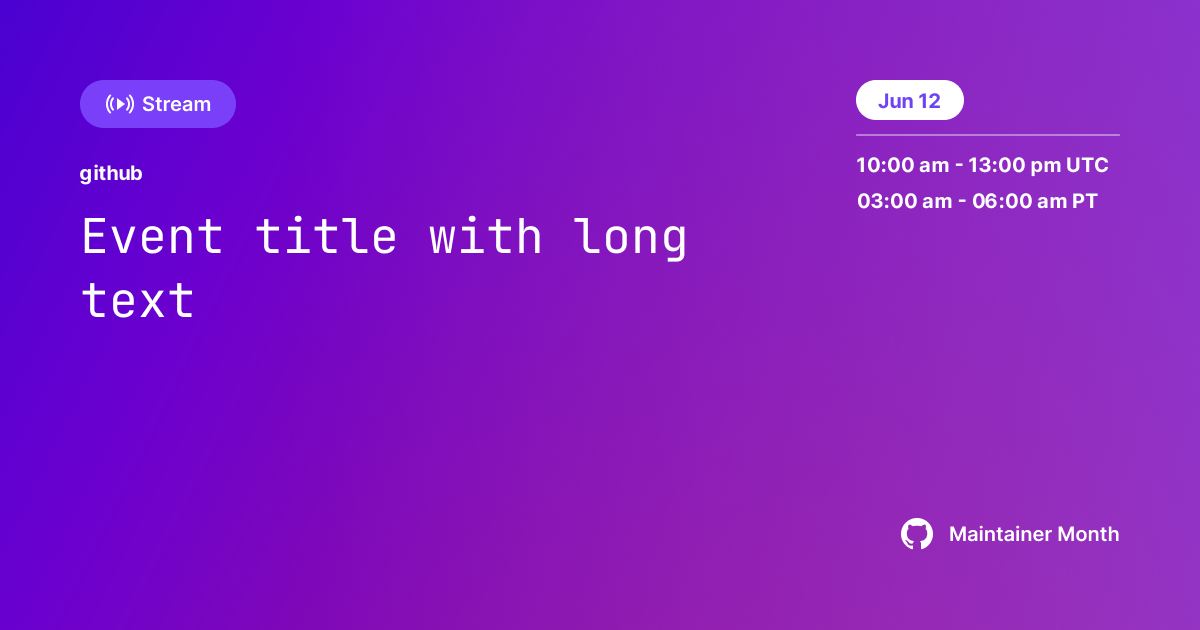 Stream
github
Event title with long
text
Jun 12
10:00 am - 13:00 pm UTC
03:00 am - 06:00 am PT
Maintainer Month